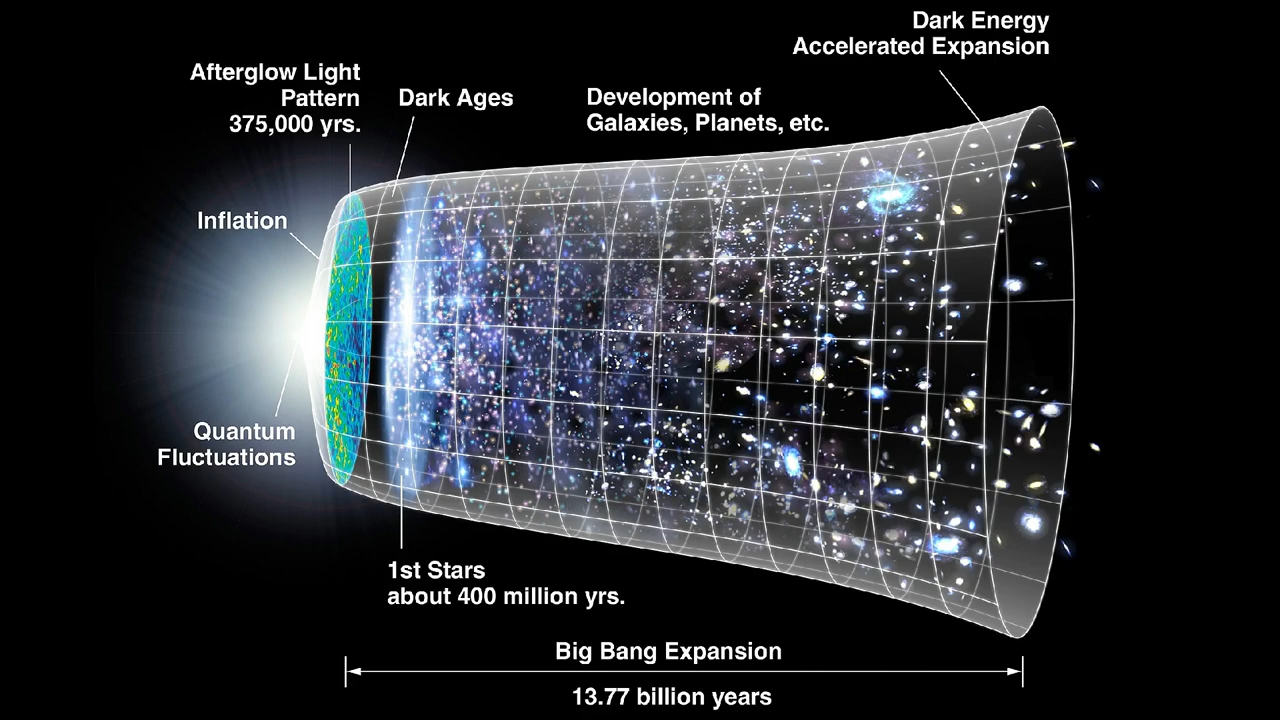 Dark Energy
Accelerated Expansion
Afterglow Light
Pattern
375,000 yrs.
Dark Ages
Development of
Galaxies, Planets, etc.
Inflation
Quantum
Fluctuations
1st Stars
about 400 million yrs.
Big Bang Expansion
13.77 billion years